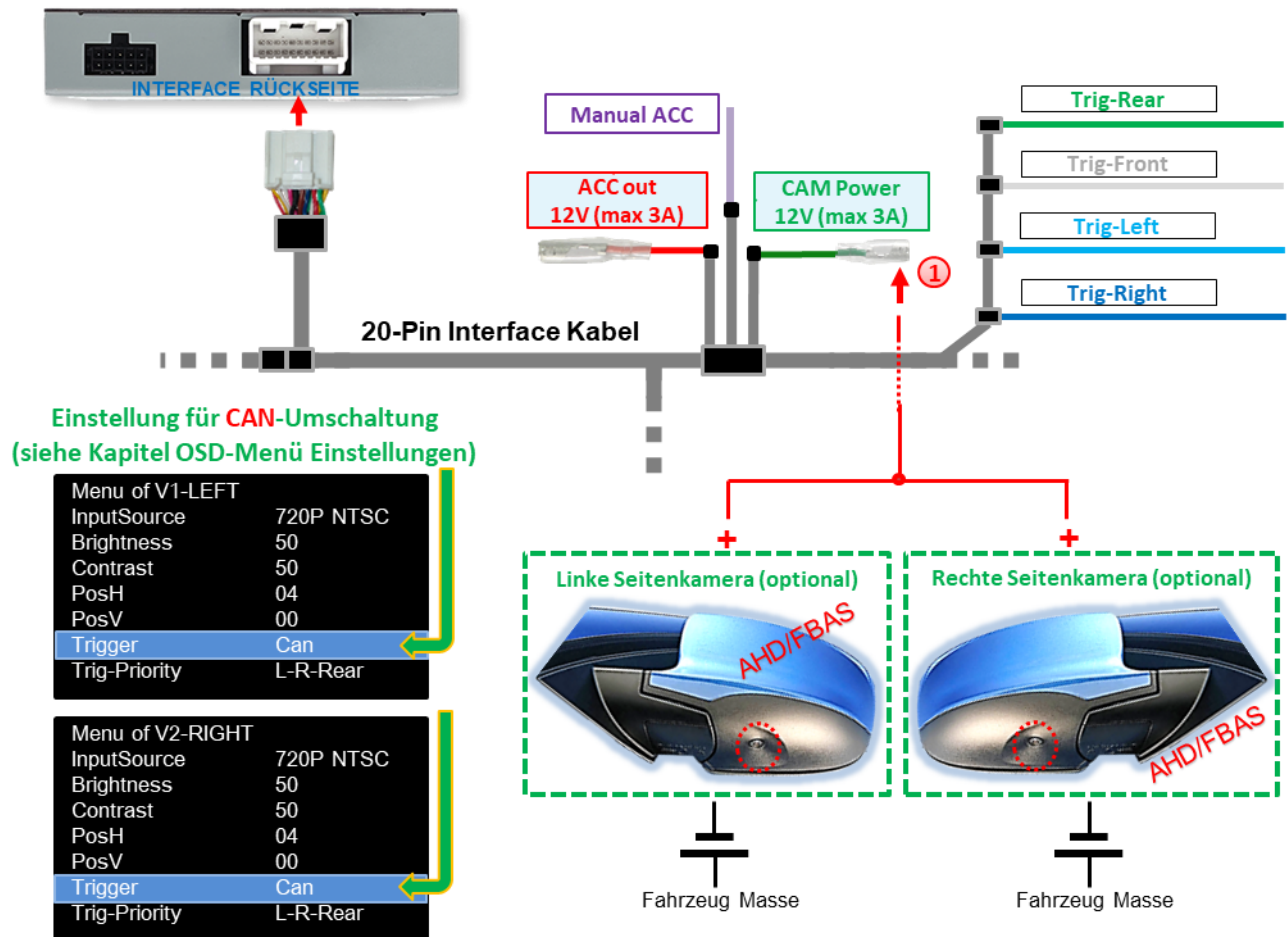 INTERFACE RÜCKSEITE
Manual ACC
ACC out
12V (max 3A)
CAM Power
12V (max 3A)
1
Trig-Rear
Trig-Front
Trig-Left
Trig-Right
20-Pin Interface Kabel
Einstellung für CAN-Umschaltung
(siehe Kapitel OSD-Menü Einstellungen)
Menu of V1-LEFT
InputSource 720P NTSC
Brightness 50
Contrast 50
PosH 04
PosV 00
Trigger Can
Trig-Priority L-R-Rear
Menu of V2-RIGHT
InputSource 720P NTSC
Brightness 50
Contrast 50
PosH 04
PosV 00
Trigger Can
Trig-Priority L-R-Rear
+
+
Linke Seitenkamera (optional)
AHD/FBAS
Rechte Seitenkamera (optional)
AHD/FBAS
Fahrzeug Masse
Fahrzeug Masse